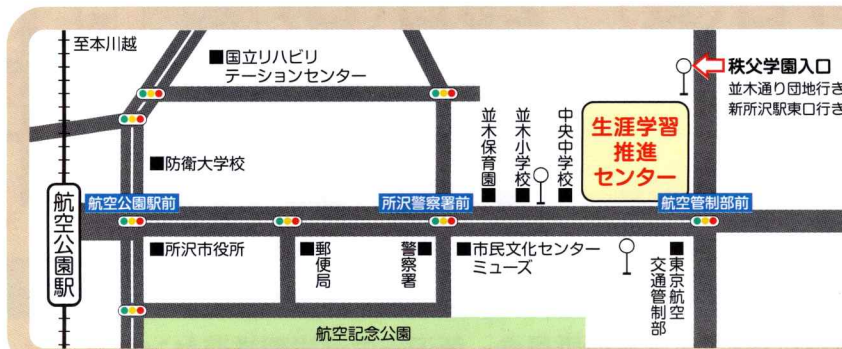 至本川越
■国立リハビリ
テーションセンター
秩父学園入口
並木通り団地行き
新所沢駅東口行き
並木保育園■
並木小学校■
中央中学校■
生涯学習
推進
センター
■防衛大学校
航空公園駅
航空公園駅前
所沢警察署前
航空管制部前
■所沢市役所
■郵便局
警察署■
■市民文化センター
ミューズ
■東京航空
交通管制部
航空記念公園